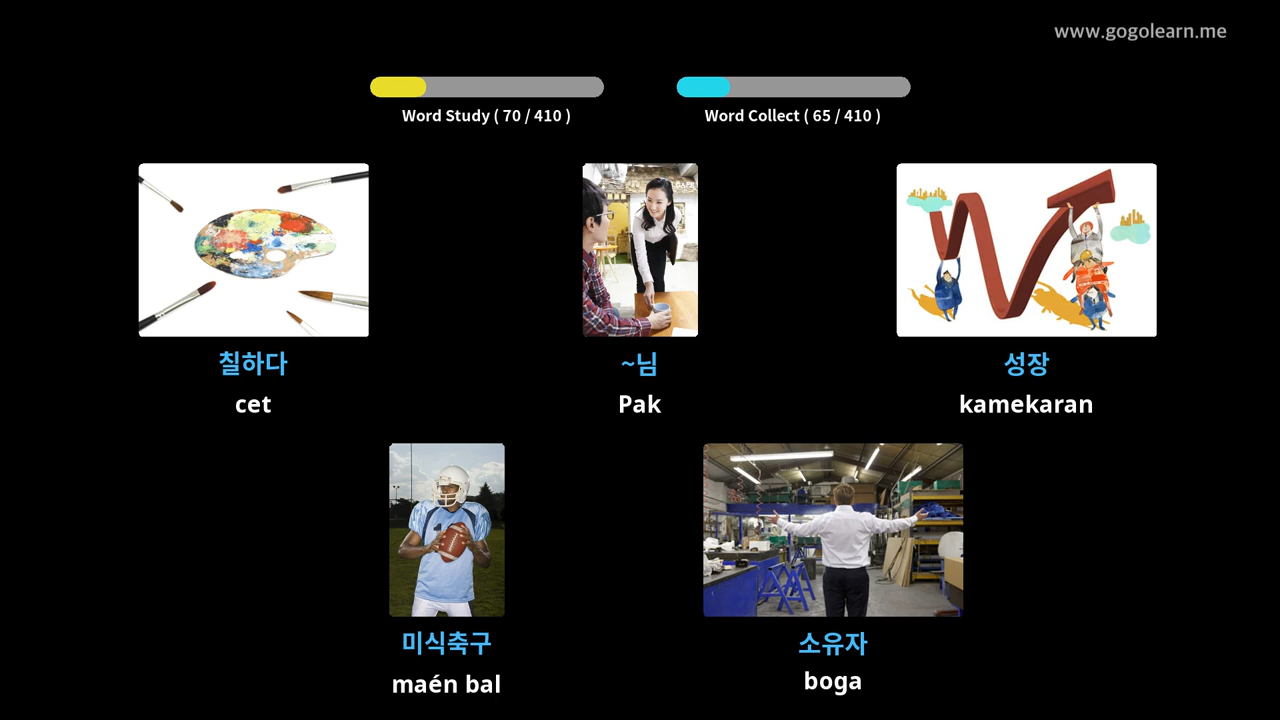 www.gogolearn.me
Word Study ( 70 / 410 )
Word Collect ( 65 / 410 )
칠하다
cet
~님
Pak
성장
kamekaran
미식축구
maén bal
소유자
boga